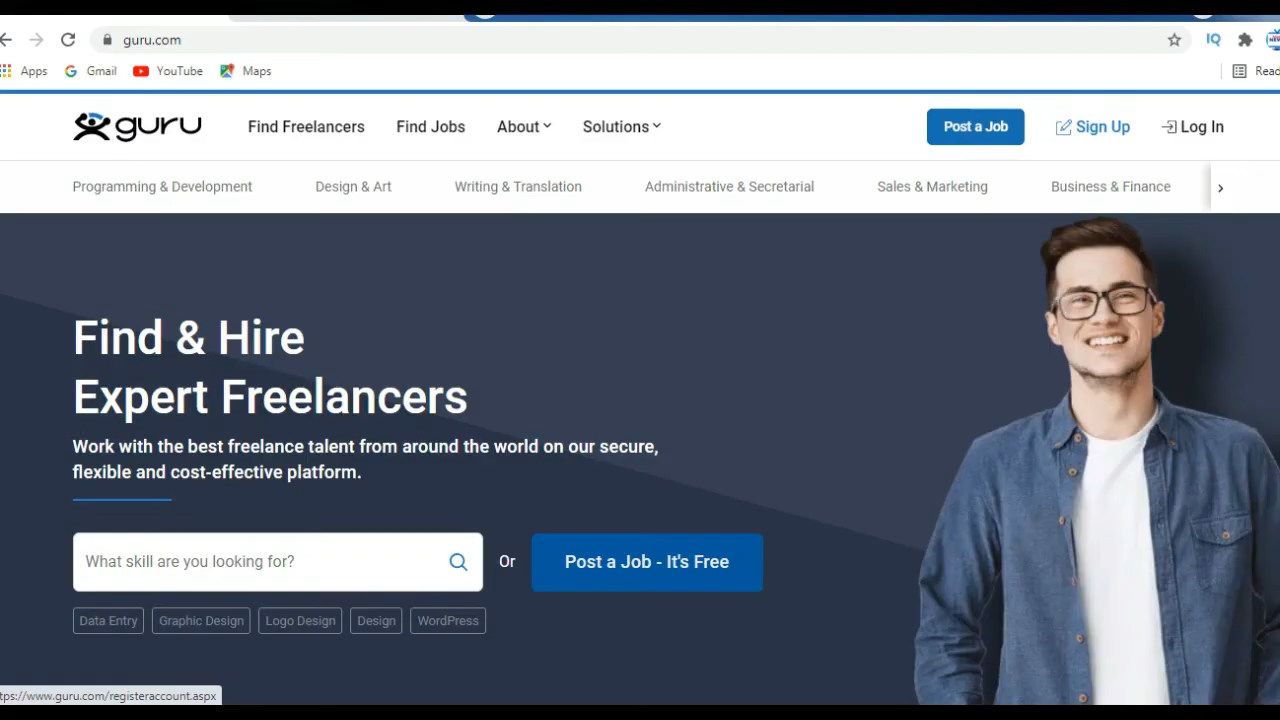 guru.com
Apps Gmail YouTube Maps Read
guru Find Freelancers Find Jobs About Solutions Post a Job Sign Up Log In
Programming & Development Design & Art Writing & Translation Administrative & Secretarial Sales & Marketing Business & Finance
Find & Hire
Expert Freelancers
Work with the best freelance talent from around the world on our secure,
flexible and cost-effective platform.
What skill are you looking for? Or Post a Job - It's Free
Data Entry Graphic Design Logo Design Design WordPress
tps://www.guru.com/registeraccount.aspx